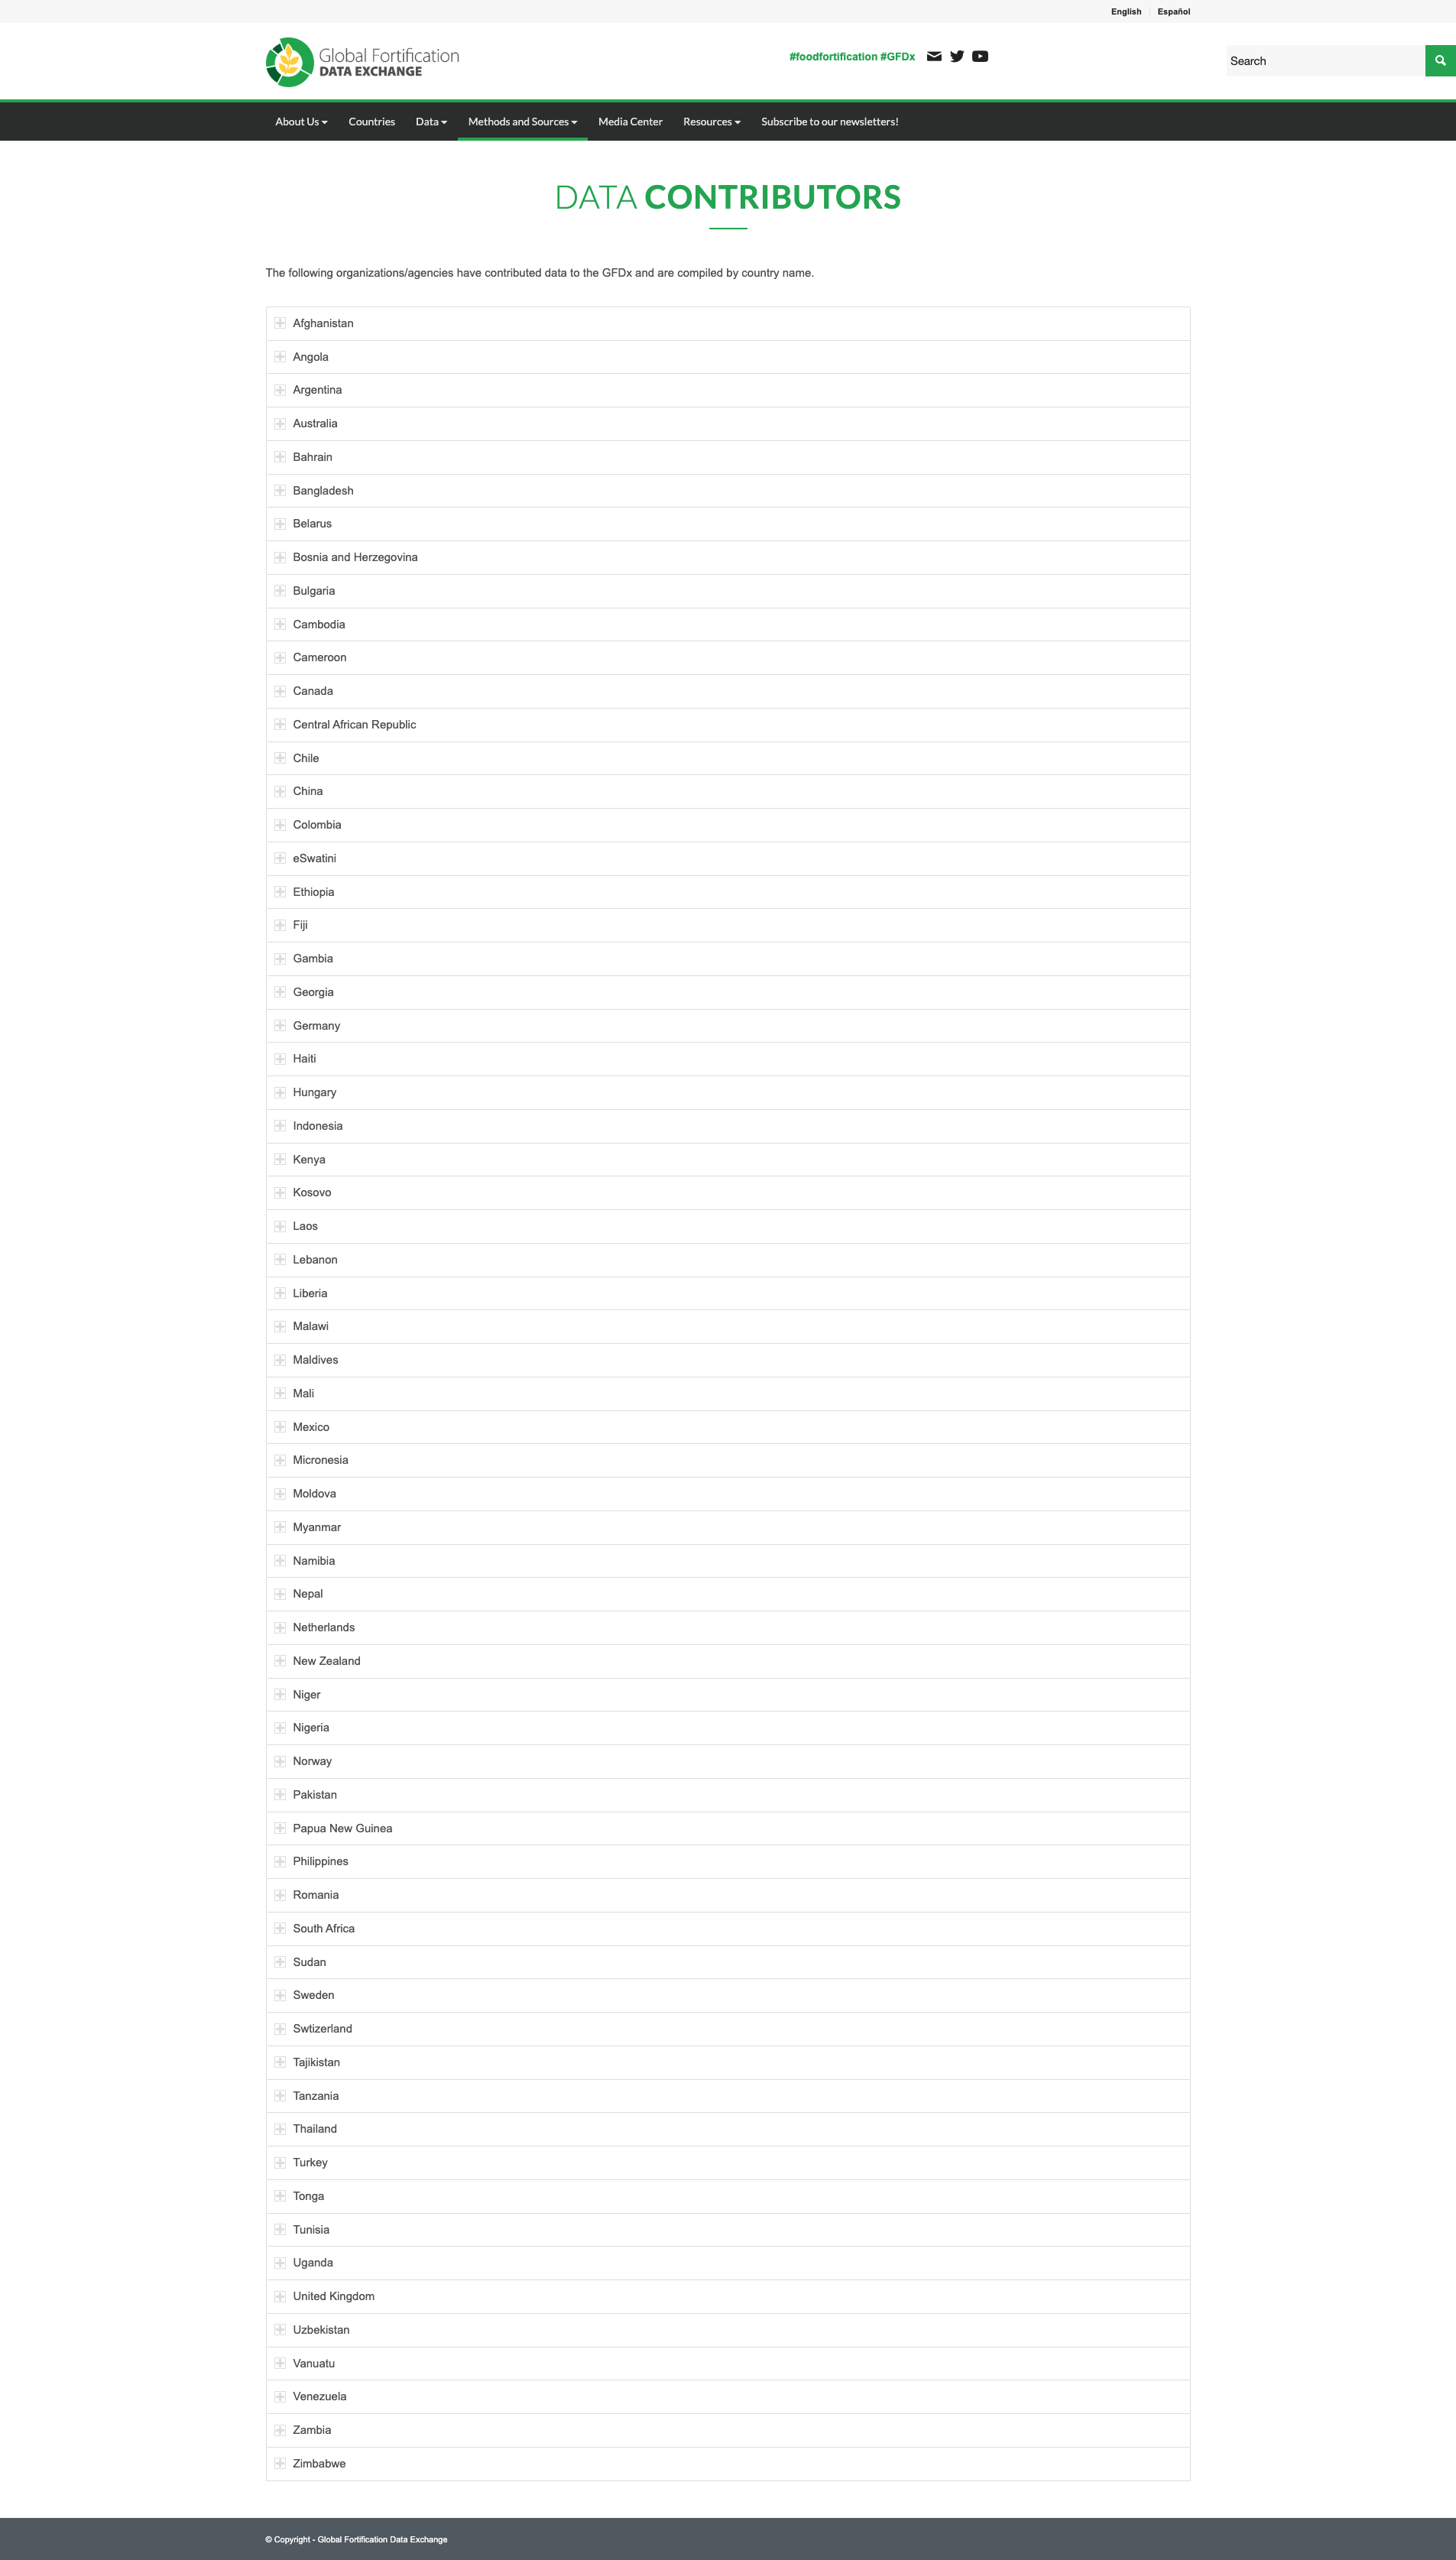 English Español
Global Fortification
DATA EXCHANGE
#foodfortification #GFDx
Search
About Us Countries Data Methods and Sources Media Center Resources Subscribe to our newsletters!
DATA CONTRIBUTORS
The following organizations/agencies have contributed data to the GFDx and are compiled by country name.
Afghanistan
Angola
Argentina
Australia
Bahrain
Bangladesh
Belarus
Bosnia and Herzegovina
Bulgaria
Cambodia
Cameroon
Canada
Central African Republic
Chile
China
Colombia
eSwatini
Ethiopia
Fiji
Gambia
Georgia
Germany
Haiti
Hungary
Indonesia
Kenya
Kosovo
Laos
Lebanon
Liberia
Malawi
Maldives
Mali
Mexico
Micronesia
Moldova
Myanmar
Namibia
Nepal
Netherlands
New Zealand
Niger
Nigeria
Norway
Pakistan
Papua New Guinea
Philippines
Romania
South Africa
Sudan
Sweden
Swtizerland
Tajikistan
Tanzania
Thailand
Turkey
Tonga
Tunisia
Uganda
United Kingdom
Uzbekistan
Vanuatu
Venezuela
Zambia
Zimbabwe
© Copyright - Global Fortification Data Exchange